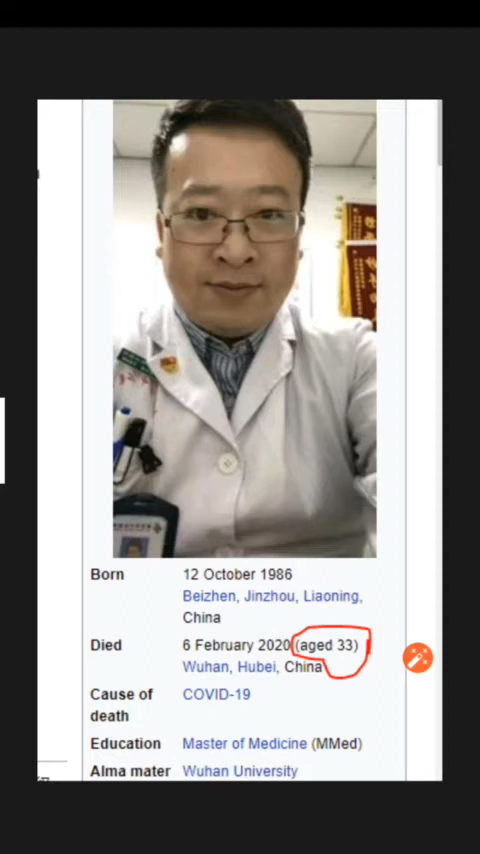 Born 12 October 1986
Beizhen, Jinzhou, Liaoning,
China
Died 6 February 2020 (aged 33)
Wuhan, Hubei, China
Cause of death COVID-19
Education Master of Medicine (MMed)
Alma mater Wuhan University